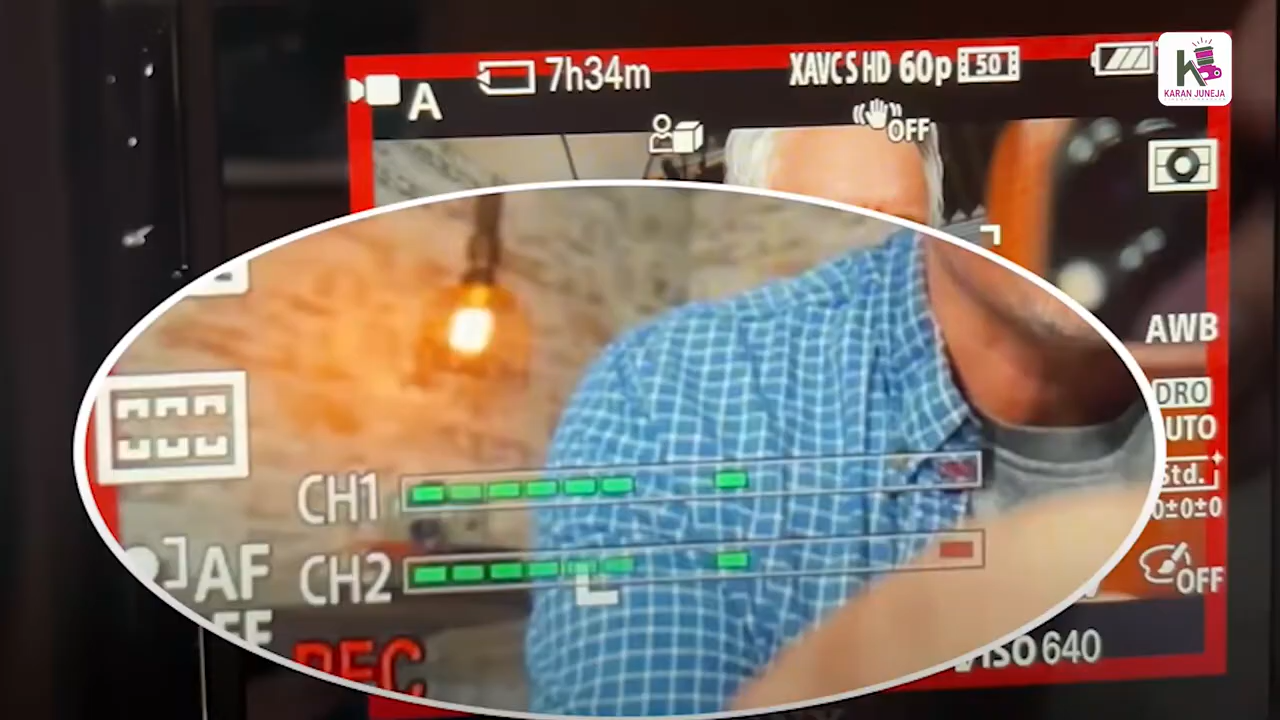 A 7h34m XAVC S HD 60p 50
OFF
KARAN JUNEJA
AWB
DRO
AUTO
Std.
0±0±0
OFF
CH1
AF CH2
REC
ISO 640